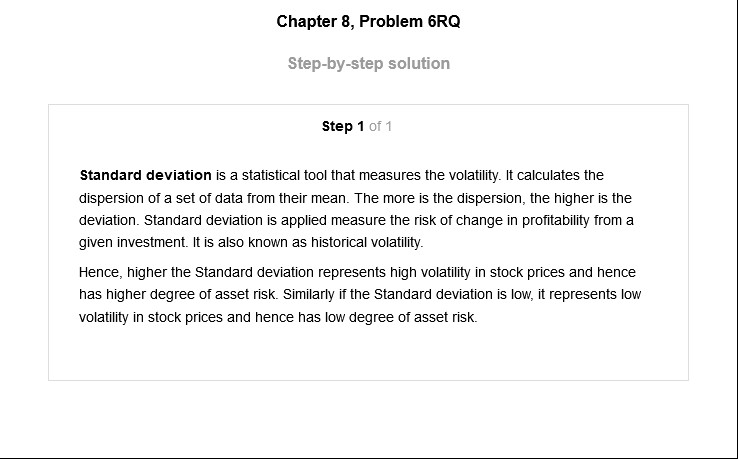 Chapter 8, Problem 6RQ
Step-by-step solution
Step 1 of 1
Standard deviation is a statistical tool that measures the volatility. It calculates the
dispersion of a set of data from their mean. The more is the dispersion, the higher is the
deviation. Standard deviation is applied measure the risk of change in profitability from a
given investment. It is also known as historical volatility.
Hence, higher the Standard deviation represents high volatility in stock prices and hence
has higher degree of asset risk. Similarly if the Standard deviation is low, it represents low
volatility in stock prices and hence has low degree of asset risk.